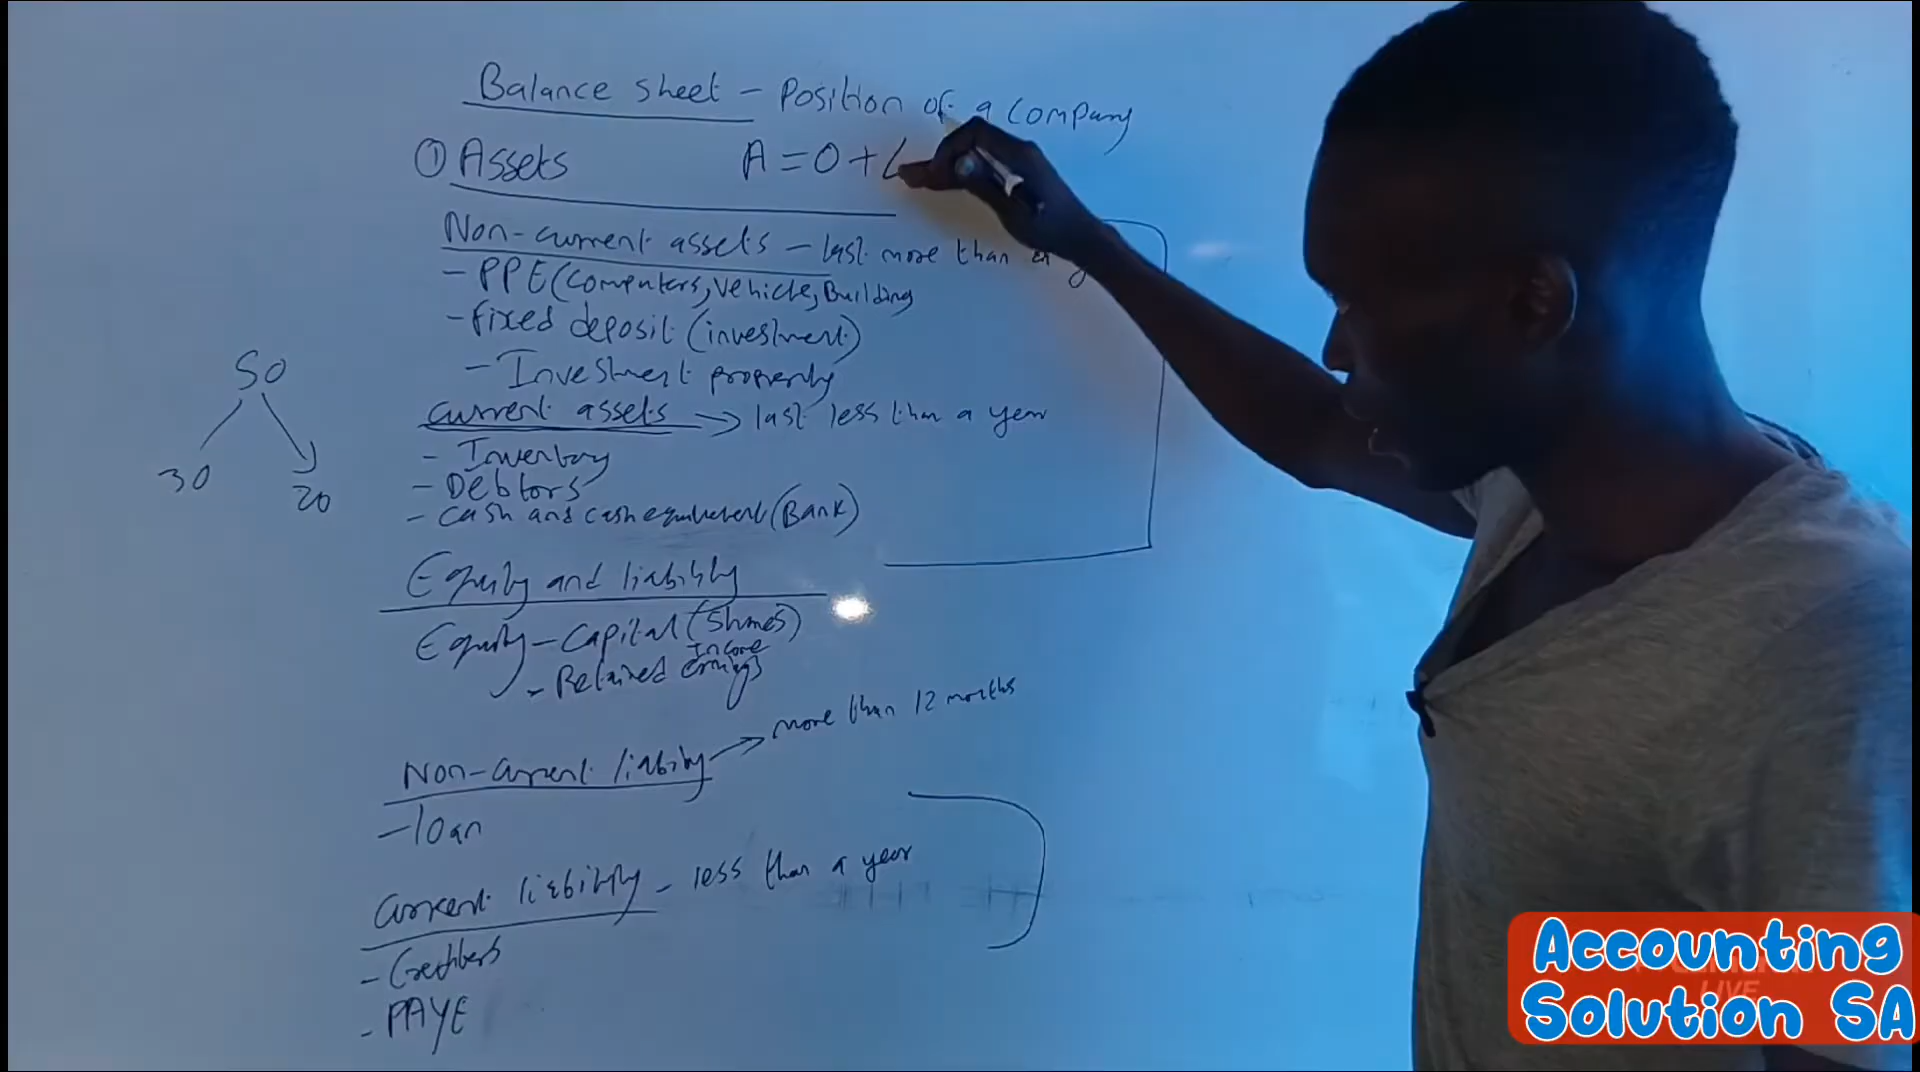 Balance sheet - Position of a company
① Assets A = O + L
Non-current assets - last more than a y
- PPE (computers, vehicle, Building
- fixed deposit (investment)
- Investment property
current assets → last less than a year
- Inventory
- Debtors
- cash and cash equivalent (Bank)
50
30 20
Equity and liability
Equity - Capital (Shares)
Income
- Retained earnings
Non-current liability → more than 12 months
- loan
current liability - less than a year
- Creditors
- PAYE
Accounting
Solution SA
LIVE